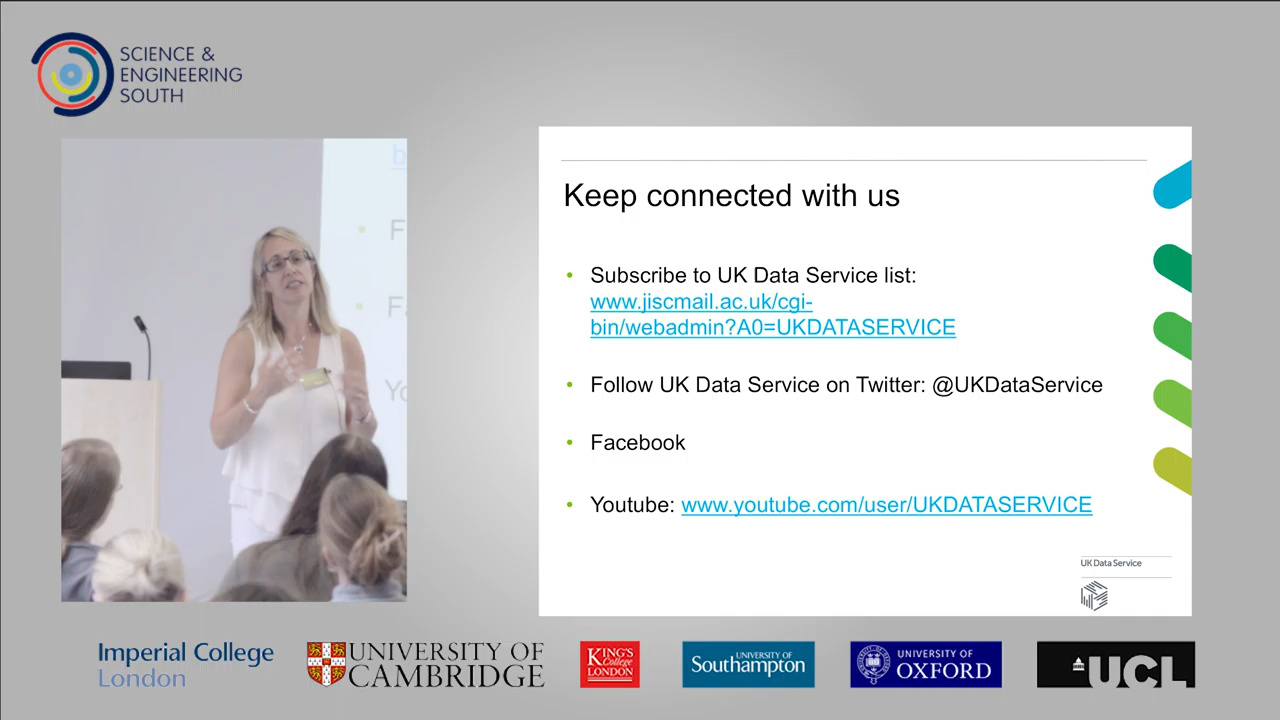 SCIENCE &
ENGINEERING
SOUTH
Keep connected with us
• Subscribe to UK Data Service list:
www.jiscmail.ac.uk/cgi-
bin/webadmin?A0=UKDATASERVICE
• Follow UK Data Service on Twitter: @UKDataService
• Facebook
• Youtube: www.youtube.com/user/UKDATASERVICE
UK Data Service
Imperial College
London
UNIVERSITY OF
CAMBRIDGE
KING'S
College
LONDON
UNIVERSITY OF
Southampton
UNIVERSITY OF
OXFORD
UCL